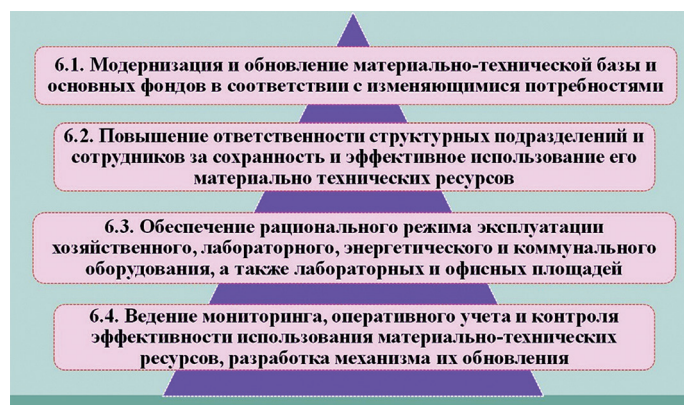 6.1. Модернизация и обновление материально-технической базы и
основных фондов в соответствии с изменяющимися потребностями
6.2. Повышение ответственности структурных подразделений и
сотрудников за сохранность и эффективное использование его
материально технических ресурсов
6.3. Обеспечение рационального режима эксплуатации
хозяйственного, лабораторного, энергетического и коммунального
оборудования, а также лабораторных и офисных площадей
6.4. Ведение мониторинга, оперативного учета и контроля
эффективности использования материально-технических
ресурсов, разработка механизма их обновления